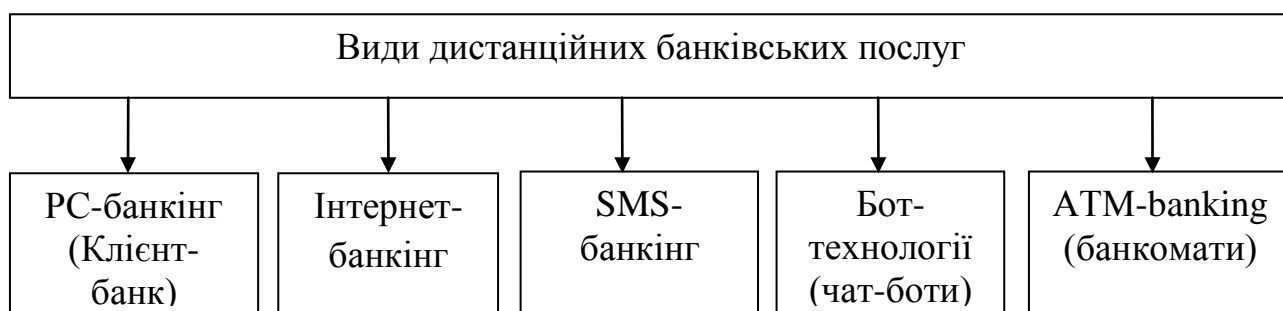 Види дистанційних банківських послуг
PC-банкінг
(Клієнт-
банк)
Інтернет-
банкінг
SMS-
банкінг
Бот-
технології
(чат-боти)
ATM-banking
(банкомати)